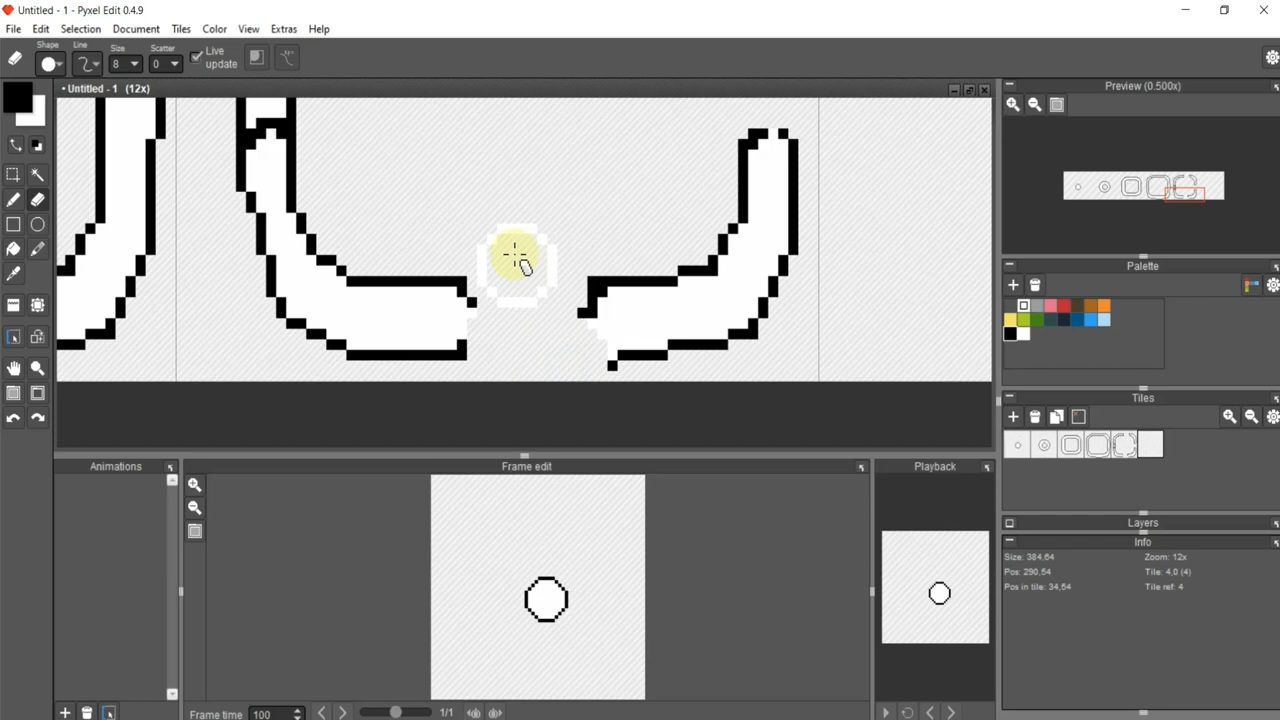 Untitled - 1 - Pyxel Edit 0.4.9
File Edit Selection Document Tiles Color View Extras Help
Shape Line Size Scatter
8 0 Live update
• Untitled - 1 (12x)
Preview (0.500x)
Palette
Tiles
Layers
Info
Size: 384,64 Zoom: 12x
Pos: 290,54 Tile: 4,0 (4)
Pos in tile: 34,54 Tile ref: 4
Animations Frame edit Playback
Frame time 100 1/1